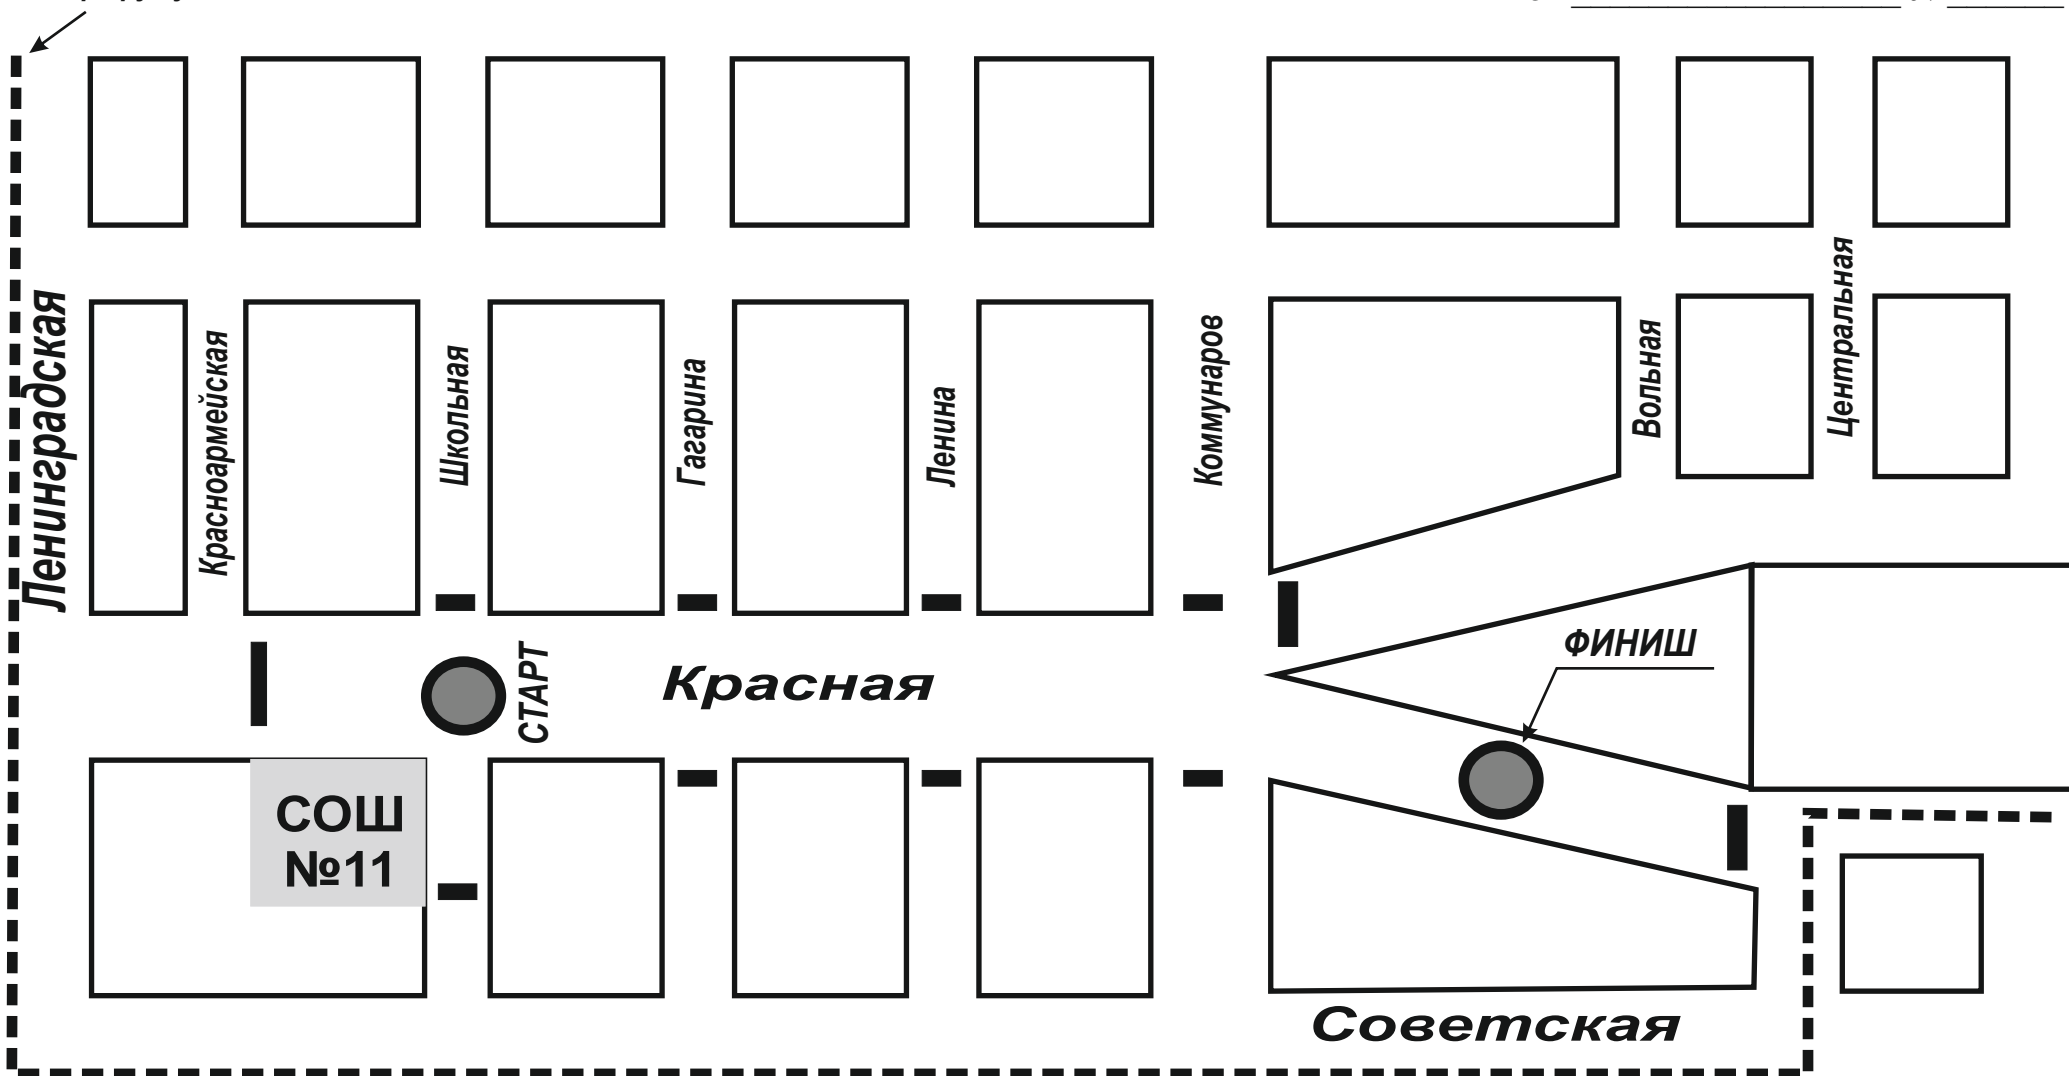 Ленинградская
Красноармейская
Школьная
Гагарина
Ленина
Коммунаров
Вольная
Центральная
СТАРТ
Красная
ФИНИШ
СОШ
№11
Советская